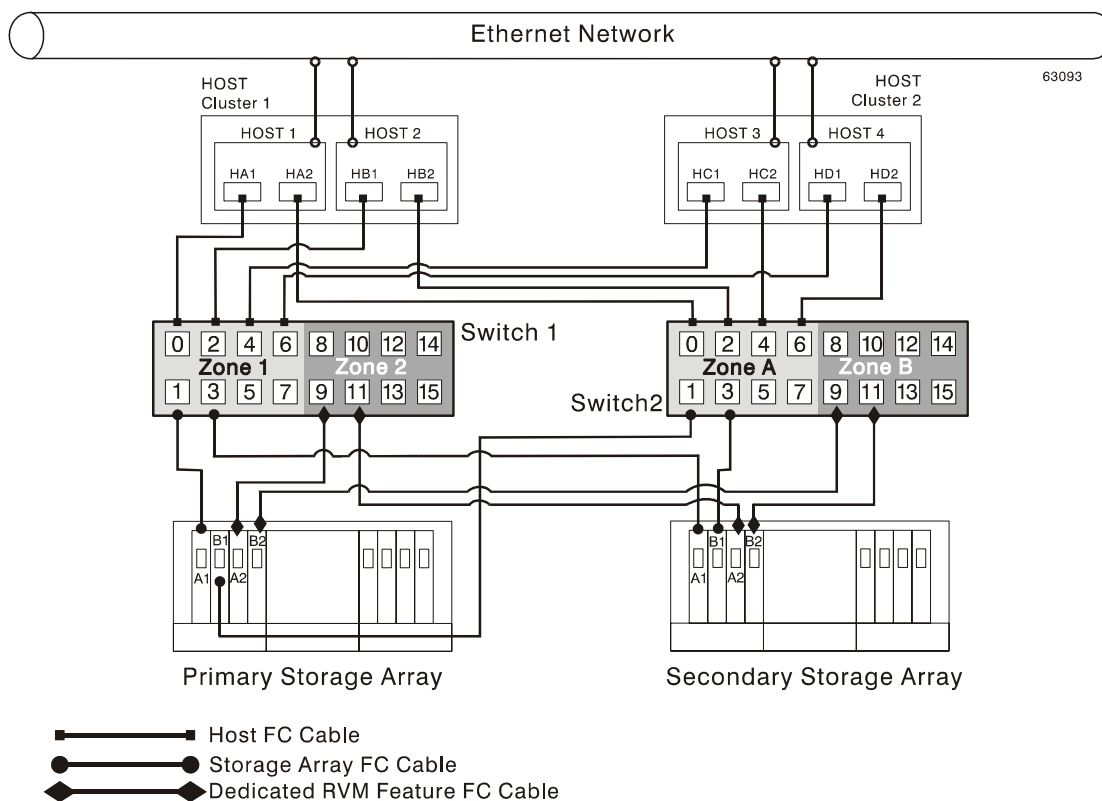 Ethernet Network
63093
HOST
Cluster 1
HOST
Cluster 2
HOST 1
HOST 2
HOST 3
HOST 4
HA1
HA2
HB1
HB2
HC1
HC2
HD1
HD2
0 2 4 6 8 10 12 14
Zone 1
Zone 2
1 3 5 7 9 11 13 15
Switch 1
0 2 4 6 8 10 12 14
Zone A
Zone B
1 3 5 7 9 11 13 15
Switch2
A1
B1
A2
B2
A1
B1
A2
B2
Primary Storage Array
Secondary Storage Array
Host FC Cable
Storage Array FC Cable
Dedicated RVM Feature FC Cable